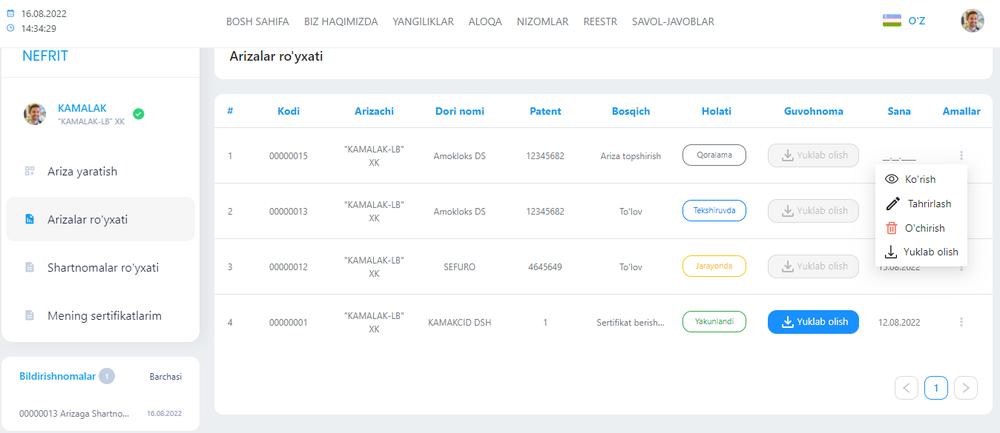 16.08.2022
14:34:29
BOSH SAHIFA BIZ HAQIMIZDA YANGILIKLAR ALOQA NIZOMLAR REESTR SAVOL-JAVOBLAR
O'Z
NEFRIT
KAMALAK
"KAMALAK-LB" XK
Ariza yaratish
Arizalar ro'yxati
Shartnomalar ro'yxati
Mening sertifikatlarim
Bildirishnomalar 1 Barchasi
00000013 Arizaga Shartno... 16.08.2022
Arizalar ro'yxati
# Kodi Arizachi Dori nomi Patent Bosqich Holati Guvohnoma Sana Amallar
1 00000015 "KAMALAK-LB" XK Amokloks DS 12345682 Ariza topshirish Qoralama Yuklab olish __.__.____
2 00000013 "KAMALAK-LB" XK Amokloks DS 12345682 To'lov Tekshiruvda Yuklab olish
3 00000012 "KAMALAK-LB" XK SEFURO 4645649 To'lov Jarayonda Yuklab olish 15.08.2022
4 00000001 "KAMALAK-LB" XK KAMAKCID DSH 1 Sertifikat berish... Yakunlandi Yuklab olish 12.08.2022
Ko'rish
Tahrirlash
O'chirish
Yuklab olish
1